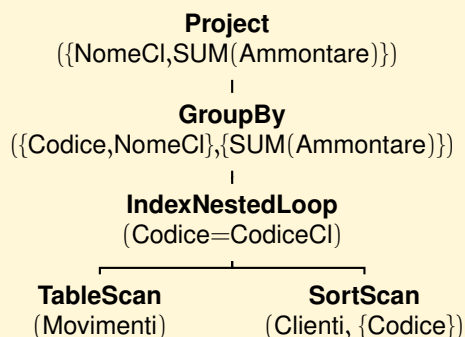 Project
({NomeCl,SUM(Ammontare)})
GroupBy
({Codice,NomeCl},{SUM(Ammontare)})
IndexNestedLoop
(Codice=CodiceCl)
TableScan
SortScan
(Movimenti)
(Clienti, {Codice})